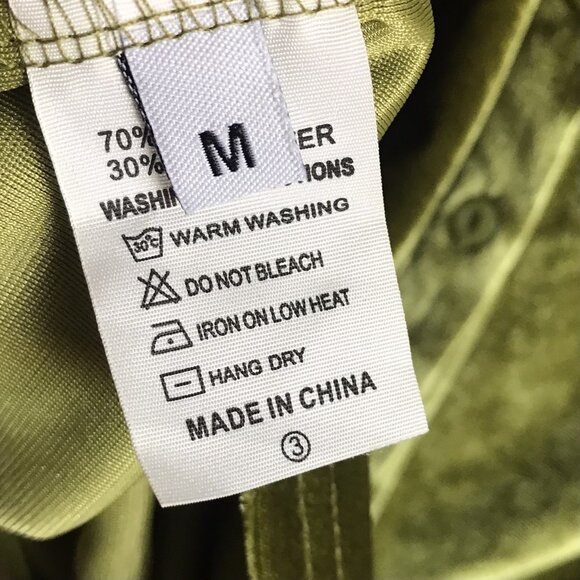 M
70%
30%
WARM WASHING
30°C
DO NOT BLEACH
IRON ON LOW HEAT
HANG DRY
MADE IN CHINA
3